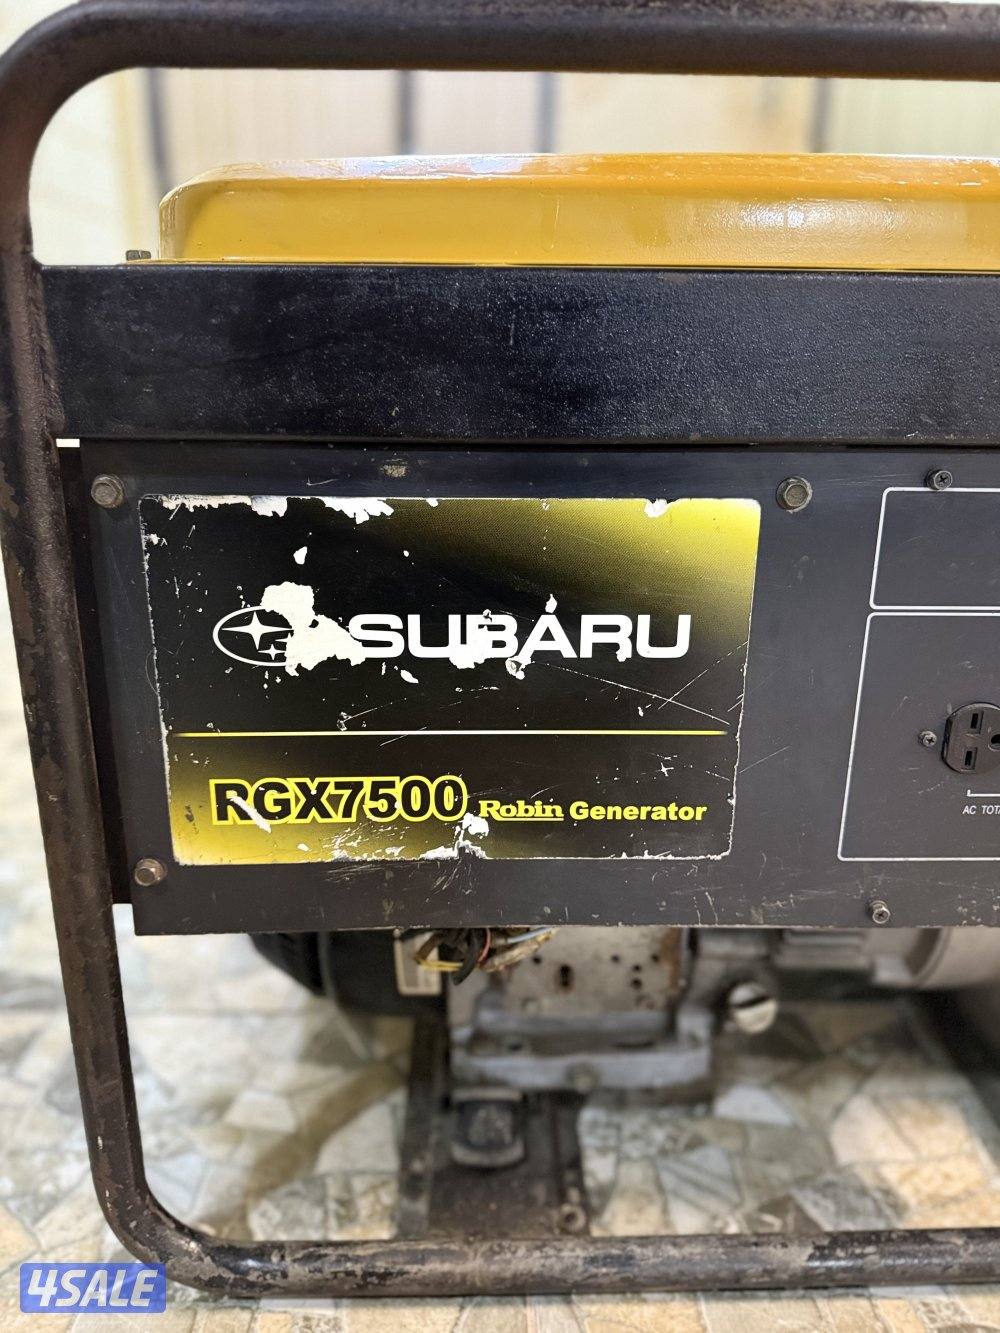 SUBARU
RGX7500 Robin Generator
AC TOTA
4SALE